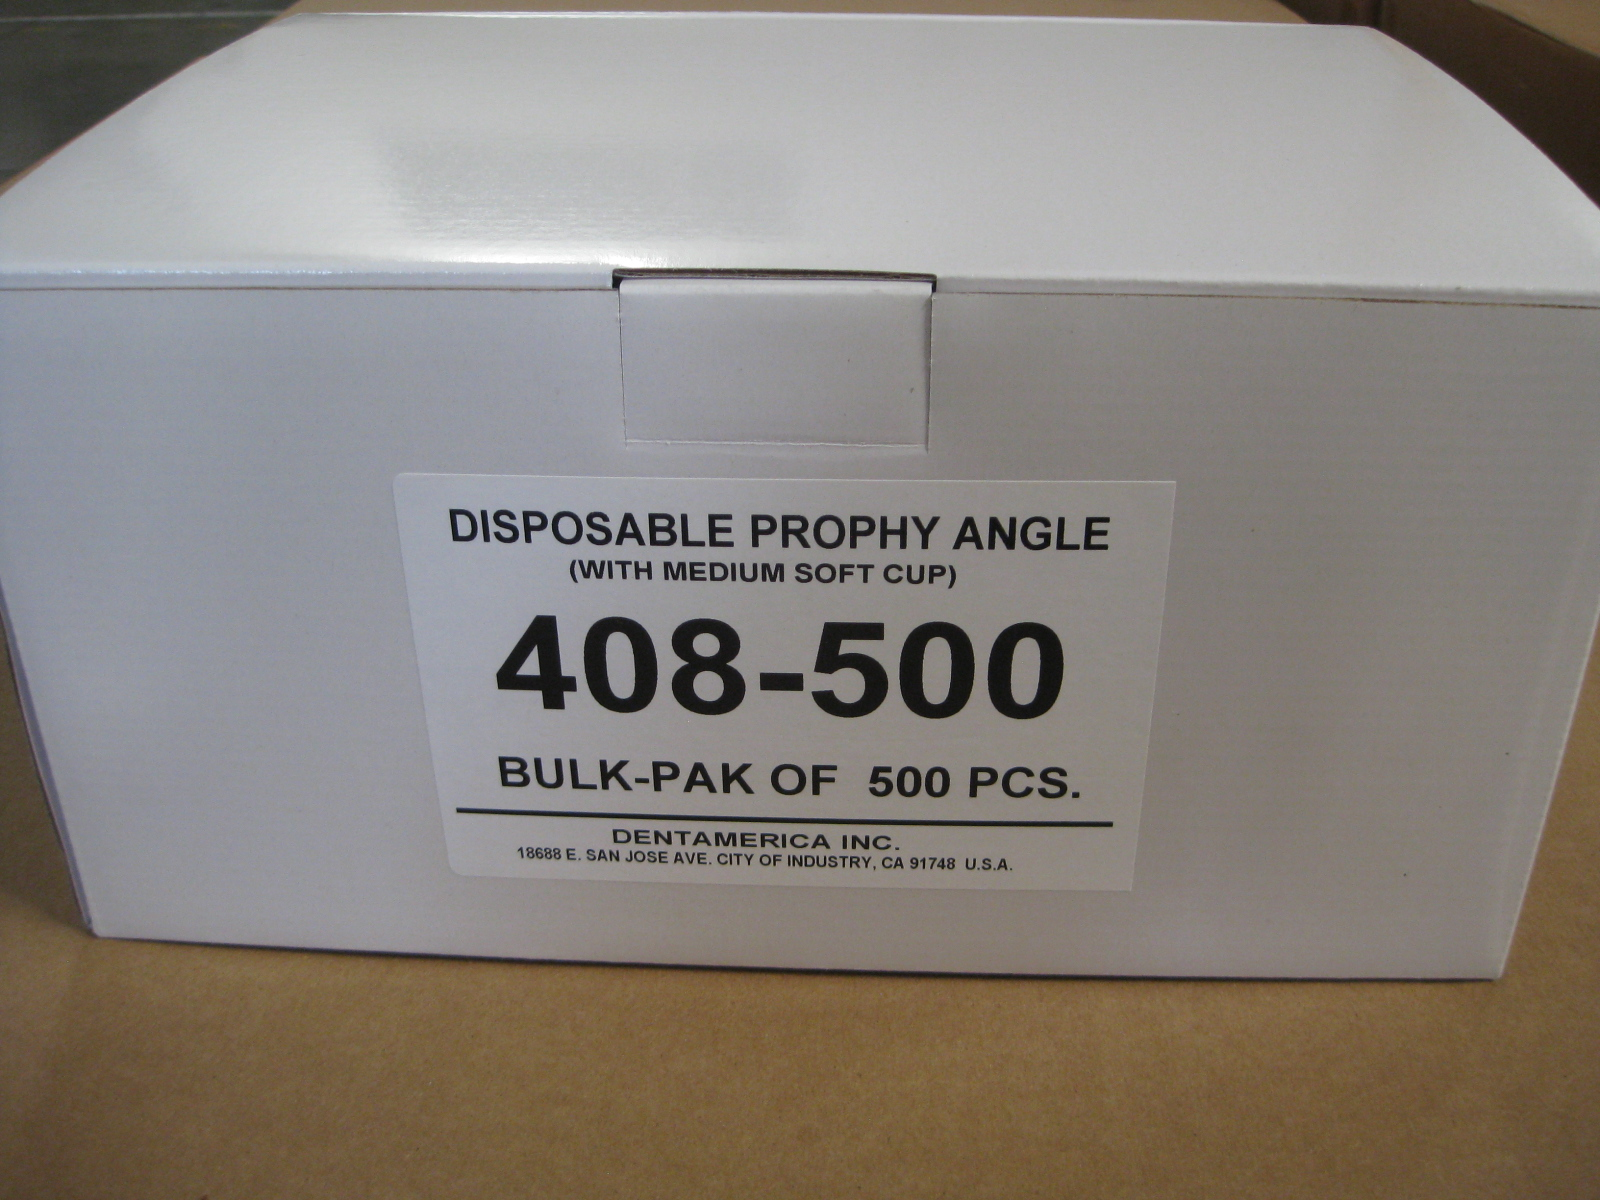 DISPOSABLE PROPHY ANGLE
(WITH MEDIUM SOFT CUP)
408-500
BULK-PAK OF 500 PCS.
DENTAMERICA INC.
18688 E. SAN JOSE AVE. CITY OF INDUSTRY, CA 91748 U.S.A.